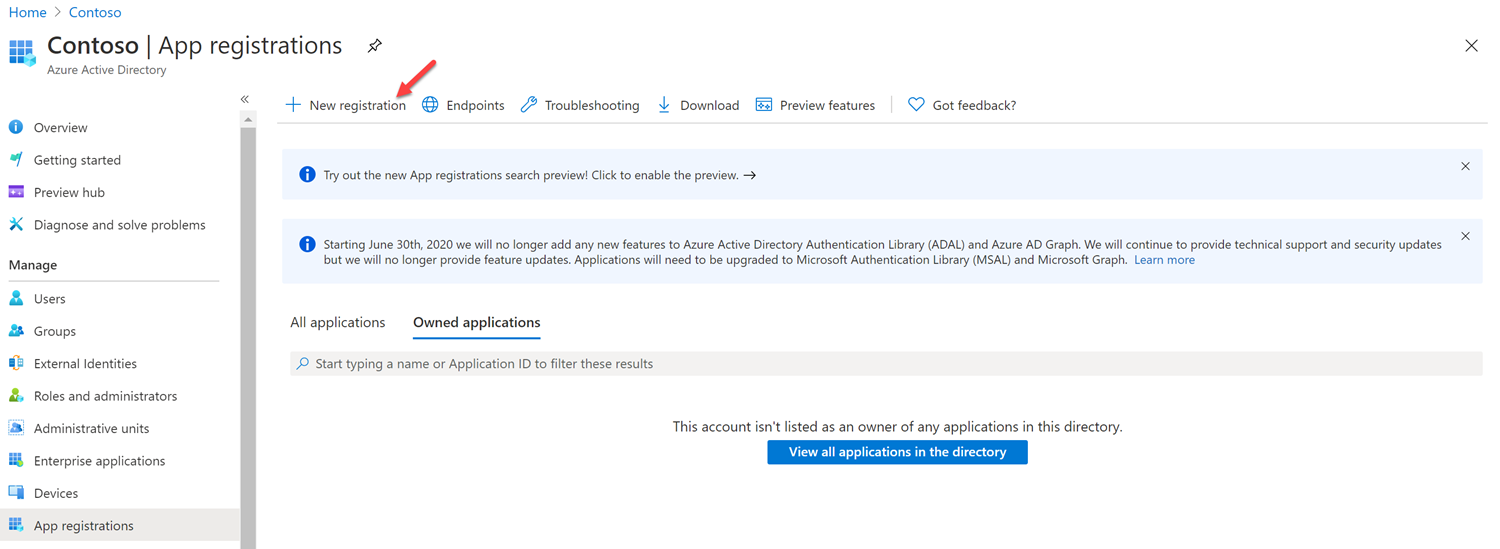 Home > Contoso
Contoso | App registrations
Azure Active Directory
«
New registration
Endpoints
Troubleshooting
Download
Preview features
Got feedback?
Overview
Getting started
Preview hub
Diagnose and solve problems
Manage
Users
Groups
External Identities
Roles and administrators
Administrative units
Enterprise applications
Devices
App registrations
Try out the new App registrations search preview! Click to enable the preview. →
Starting June 30th, 2020 we will no longer add any new features to Azure Active Directory Authentication Library (ADAL) and Azure AD Graph. We will continue to provide technical support and security updates
but we will no longer provide feature updates. Applications will need to be upgraded to Microsoft Authentication Library (MSAL) and Microsoft Graph. Learn more
All applications
Owned applications
Start typing a name or Application ID to filter these results
This account isn't listed as an owner of any applications in this directory.
View all applications in the directory